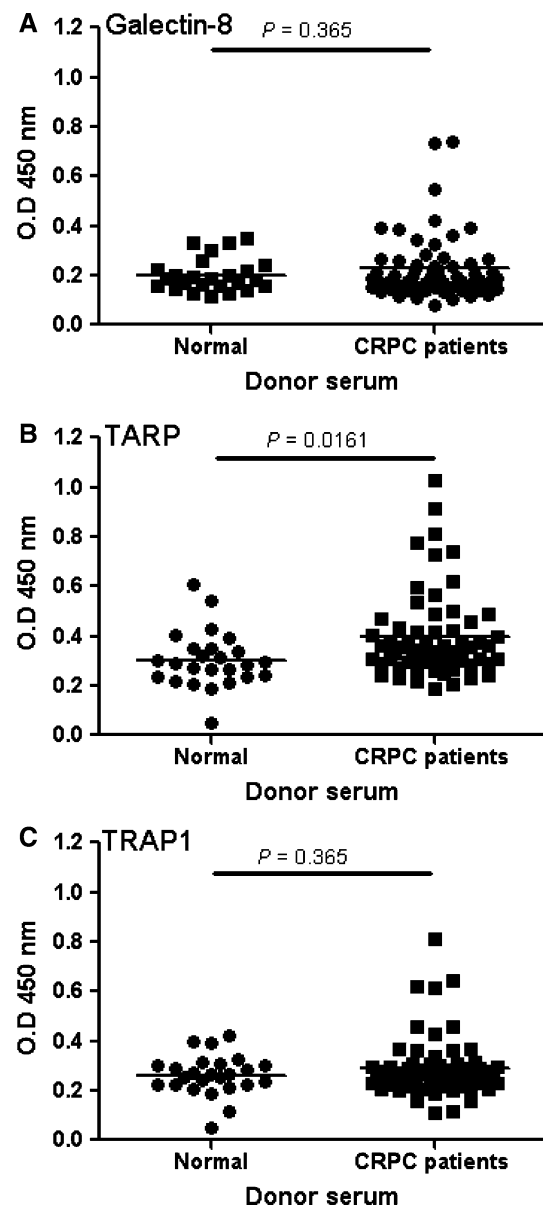 A Galectin-8
P = 0.365
1.2
1.0
0.8
0.6
0.4
0.2
0.0
O.D 450 nm
Normal CRPC patients
Donor serum
B TARP
P = 0.0161
1.2
1.0
0.8
0.6
0.4
0.2
0.0
O.D 450 nm
Normal CRPC patients
Donor serum
C TRAP1
P = 0.365
1.2
1.0
0.8
0.6
0.4
0.2
0.0
O.D 450 nm
Normal CRPC patients
Donor serum